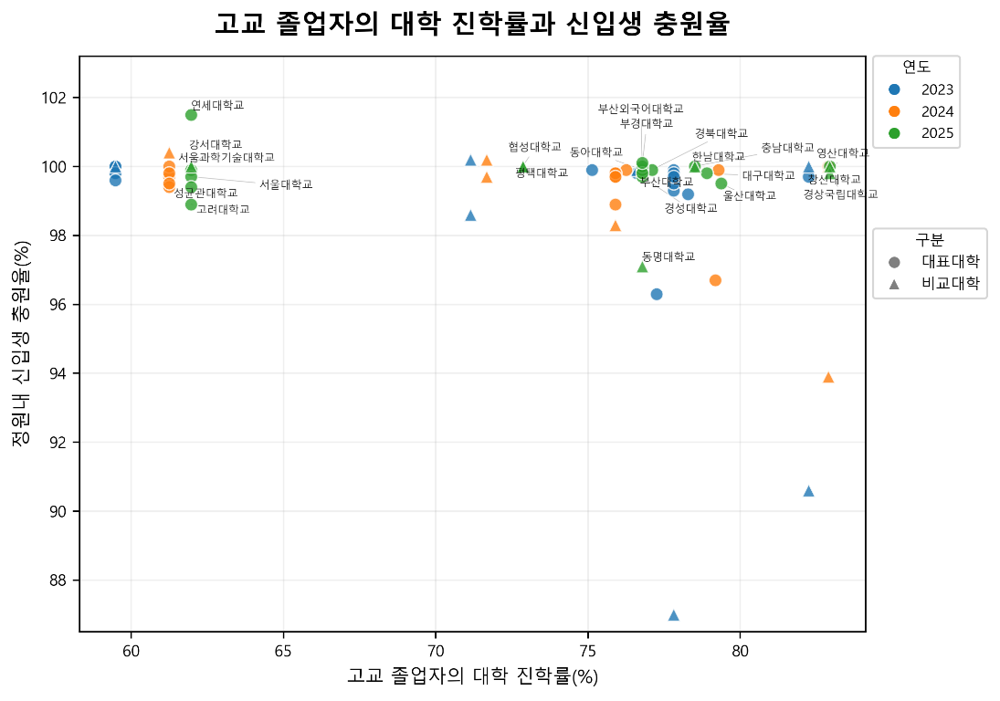 고교 졸업자의 대학 진학률과 신입생 충원율
정원내 신입생 충원율(%)
102
100
98
96
94
92
90
88
연세대학교
강서대학교
서울과학기술대학교
서울대학교
성균관대학교
고려대학교
협성대학교
평택대학교
동아대학교
부산외국어대학교
부경대학교
경북대학교
한남대학교
충남대학교
영산대학교
부산대학교
대구대학교
창신대학교
경성대학교
울산대학교
경상국립대학교
동명대학교
60
65
70
75
80
고교 졸업자의 대학 진학률(%)
연도
2023
2024
2025
구분
대표대학
비교대학